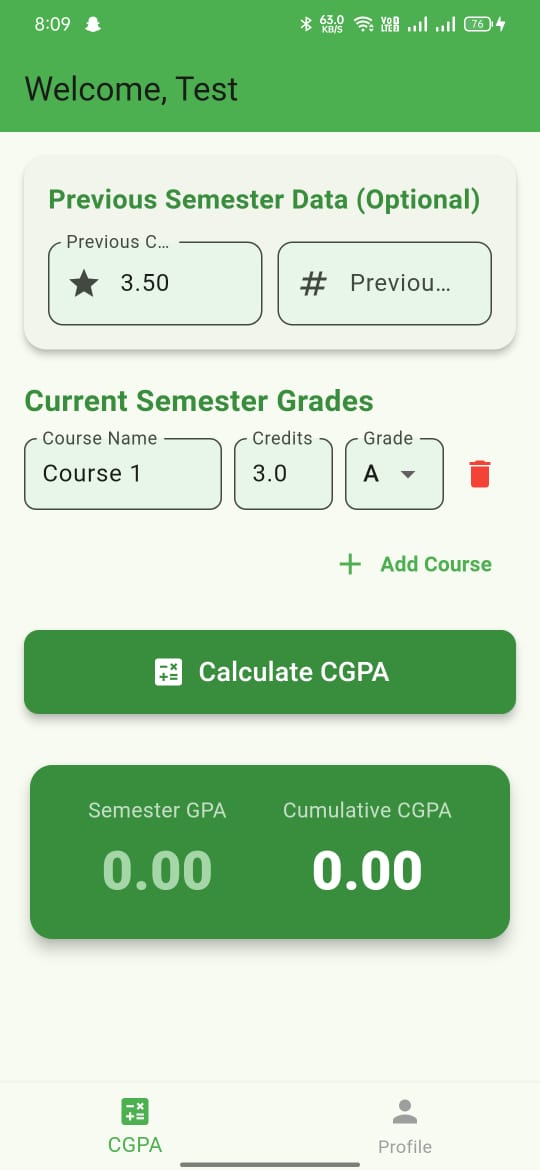 8:09 63.0 KB/S Vo LTE 76
Welcome, Test
Previous Semester Data (Optional)
Previous C...
3.50 # Previou...
Current Semester Grades
Course Name Credits Grade
Course 1 3.0 A
+ Add Course
Calculate CGPA
Semester GPA Cumulative CGPA
0.00 0.00
CGPA Profile